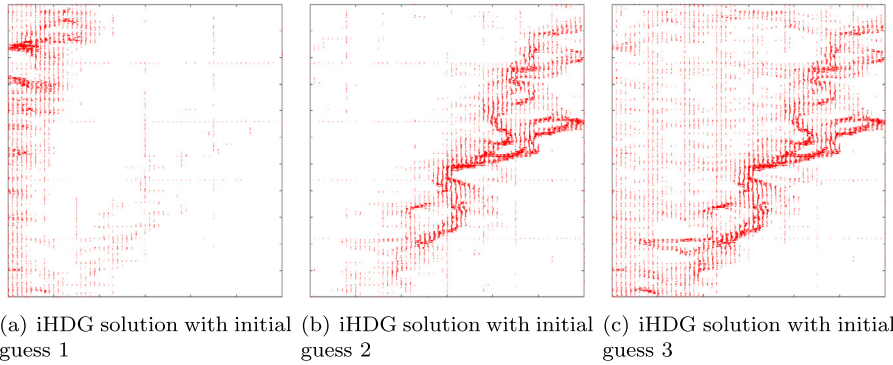 (a) iHDG solution with initial
guess 1
(b) iHDG solution with initial
guess 2
(c) iHDG solution with initial
guess 3